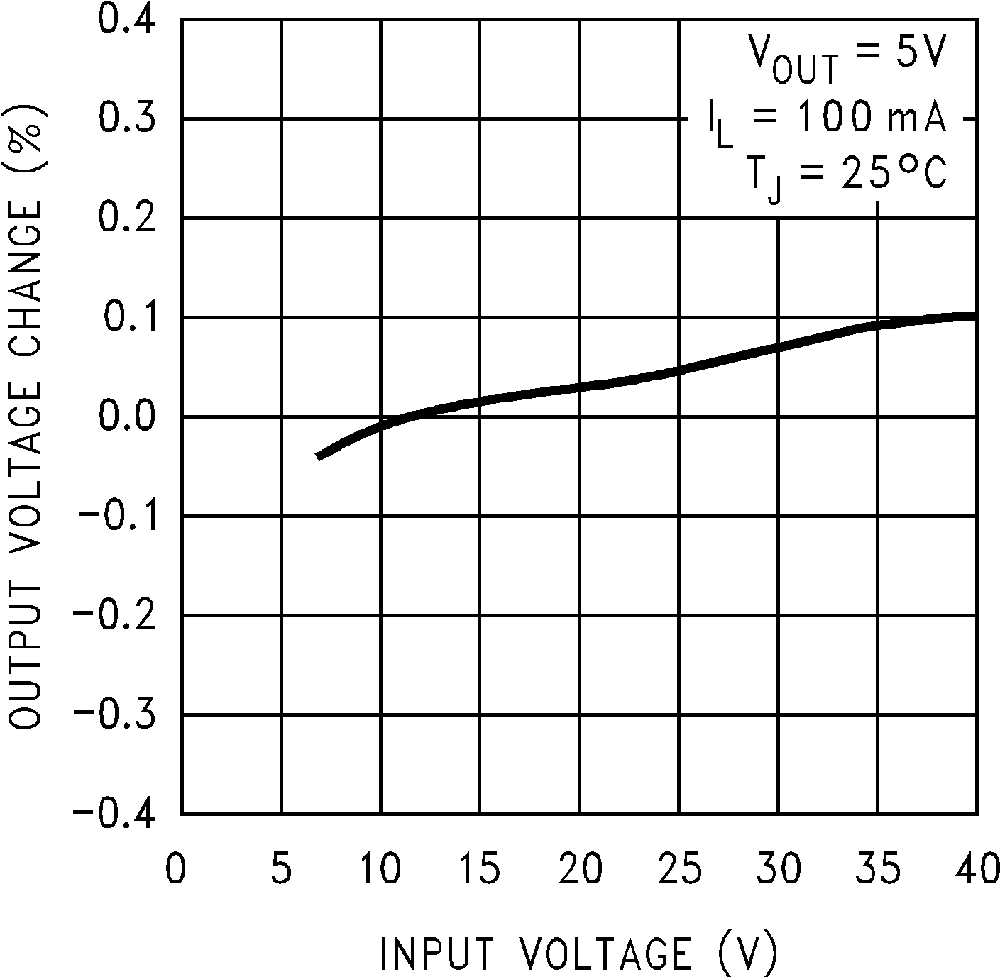 0.4
0.3
0.2
0.1
0.0
−0.1
−0.2
−0.3
−0.4
OUTPUT VOLTAGE CHANGE (%)
VOUT = 5V
IL = 100 mA
TJ = 25°C
0 5 10 15 20 25 30 35 40
INPUT VOLTAGE (V)